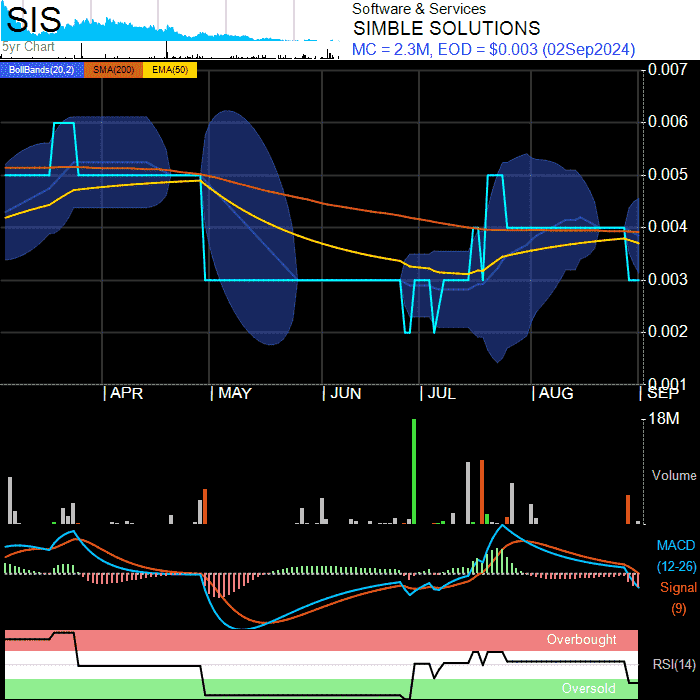 SIS
5yr Chart
Software & Services
SIMBLE SOLUTIONS
MC = 2.3M, EOD = $0.003 (02Sep2024)
BollBands(20,2) SMA(200) EMA(50)
0.007
0.006
0.005
0.004
0.003
0.002
0.001
| APR | MAY | JUN | JUL | AUG | SEP
18M
Volume
MACD
(12-26)
Signal
(9)
Overbought
RSI(14)
Oversold